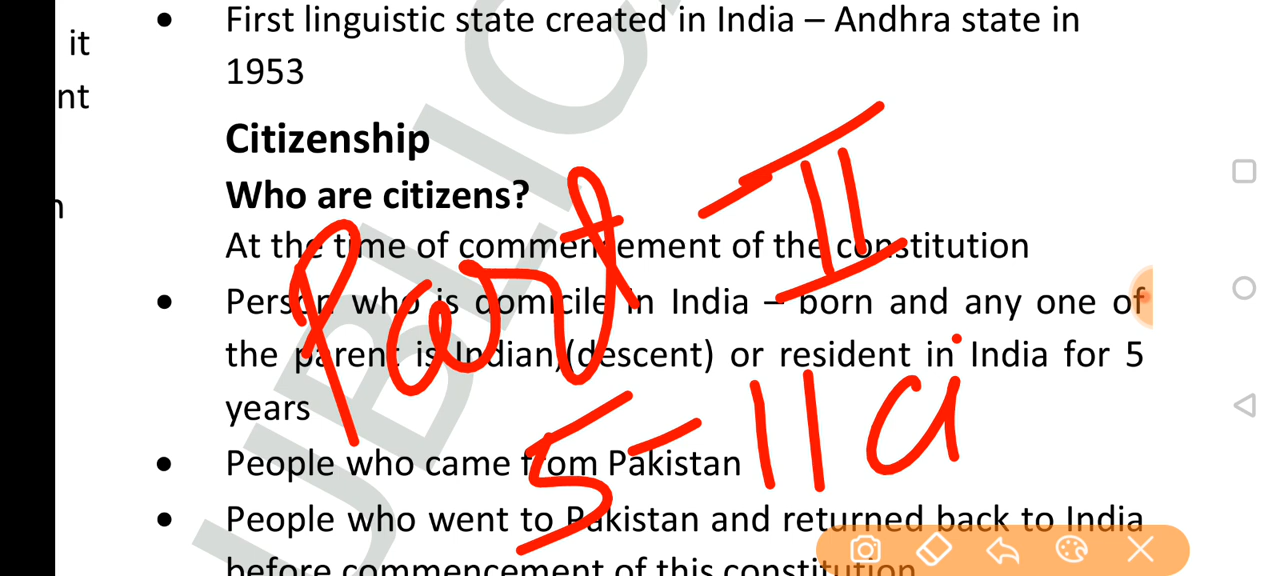 it
nt
• First linguistic state created in India – Andhra state in
1953
Citizenship
Who are citizens?
At the time of commencement of the constitution
• Person who is domicile in India – born and any one of
the parent is Indian (descent) or resident in India for 5
years
• People who came from Pakistan
• People who went to Pakistan and returned back to India
before commencement of this constitution
Part - II
5 - 11